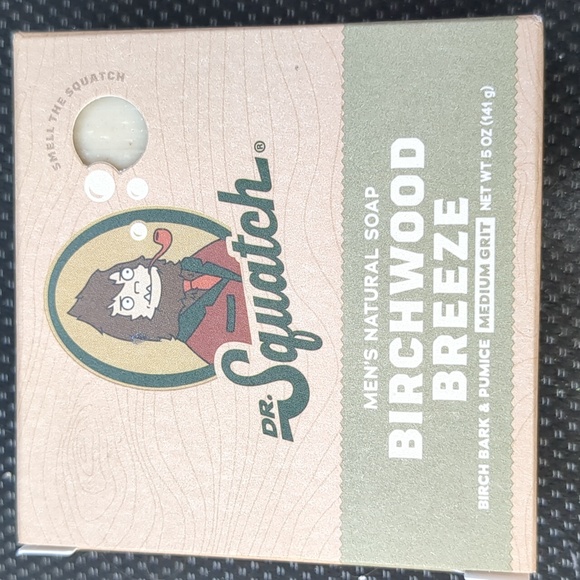 SMELL THE SQUATCH
DR. Squatch®
MEN'S NATURAL SOAP
BIRCHWOOD
BREEZE
BIRCH BARK & PUMICE MEDIUM GRIT NET WT 5 OZ (141 g)